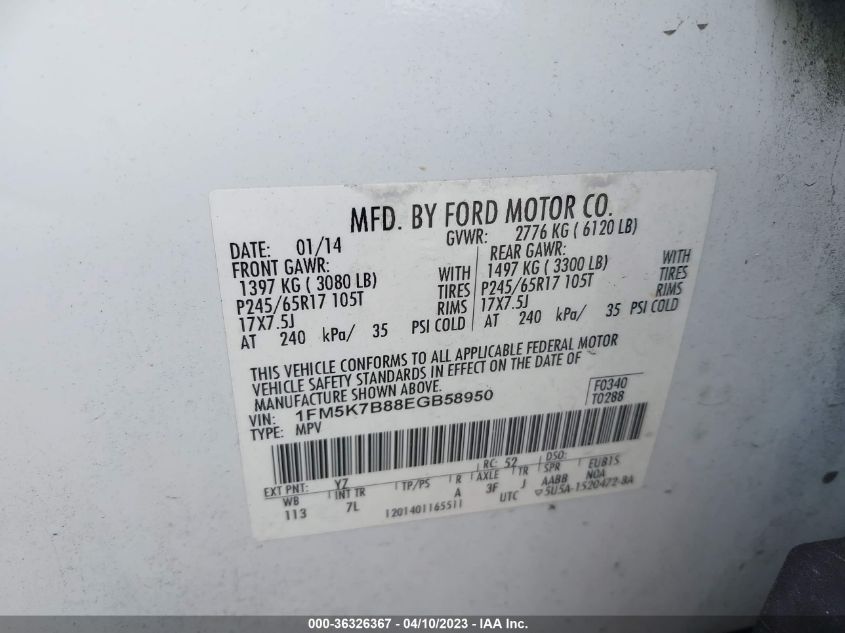 MFD. BY FORD MOTOR CO.
DATE: 01/14 GVWR: 2776 KG ( 6120 LB)
FRONT GAWR: REAR GAWR:
1397 KG ( 3080 LB) WITH 1497 KG ( 3300 LB) WITH
P245/65R17 105T TIRES P245/65R17 105T TIRES
17X7.5J RIMS 17X7.5J RIMS
AT 240 kPa/ 35 PSI COLD AT 240 kPa/ 35 PSI COLD
THIS VEHICLE CONFORMS TO ALL APPLICABLE FEDERAL MOTOR
VEHICLE SAFETY STANDARDS IN EFFECT ON THE DATE OF
MANUFACTURE SHOWN ABOVE.
VIN: 1FM5K7B88EGB58950 F0340
TYPE: MPV T0288
EXT PNT: YZ RC: 52 DSO:
WB INT TR TP/PS R AXLE TR SPR EUB1S
113 7L A 3F J AABB NOA
1201401165511 UTC 5U5A-1520472-BA
000-36326367 - 04/10/2023 - IAA Inc.